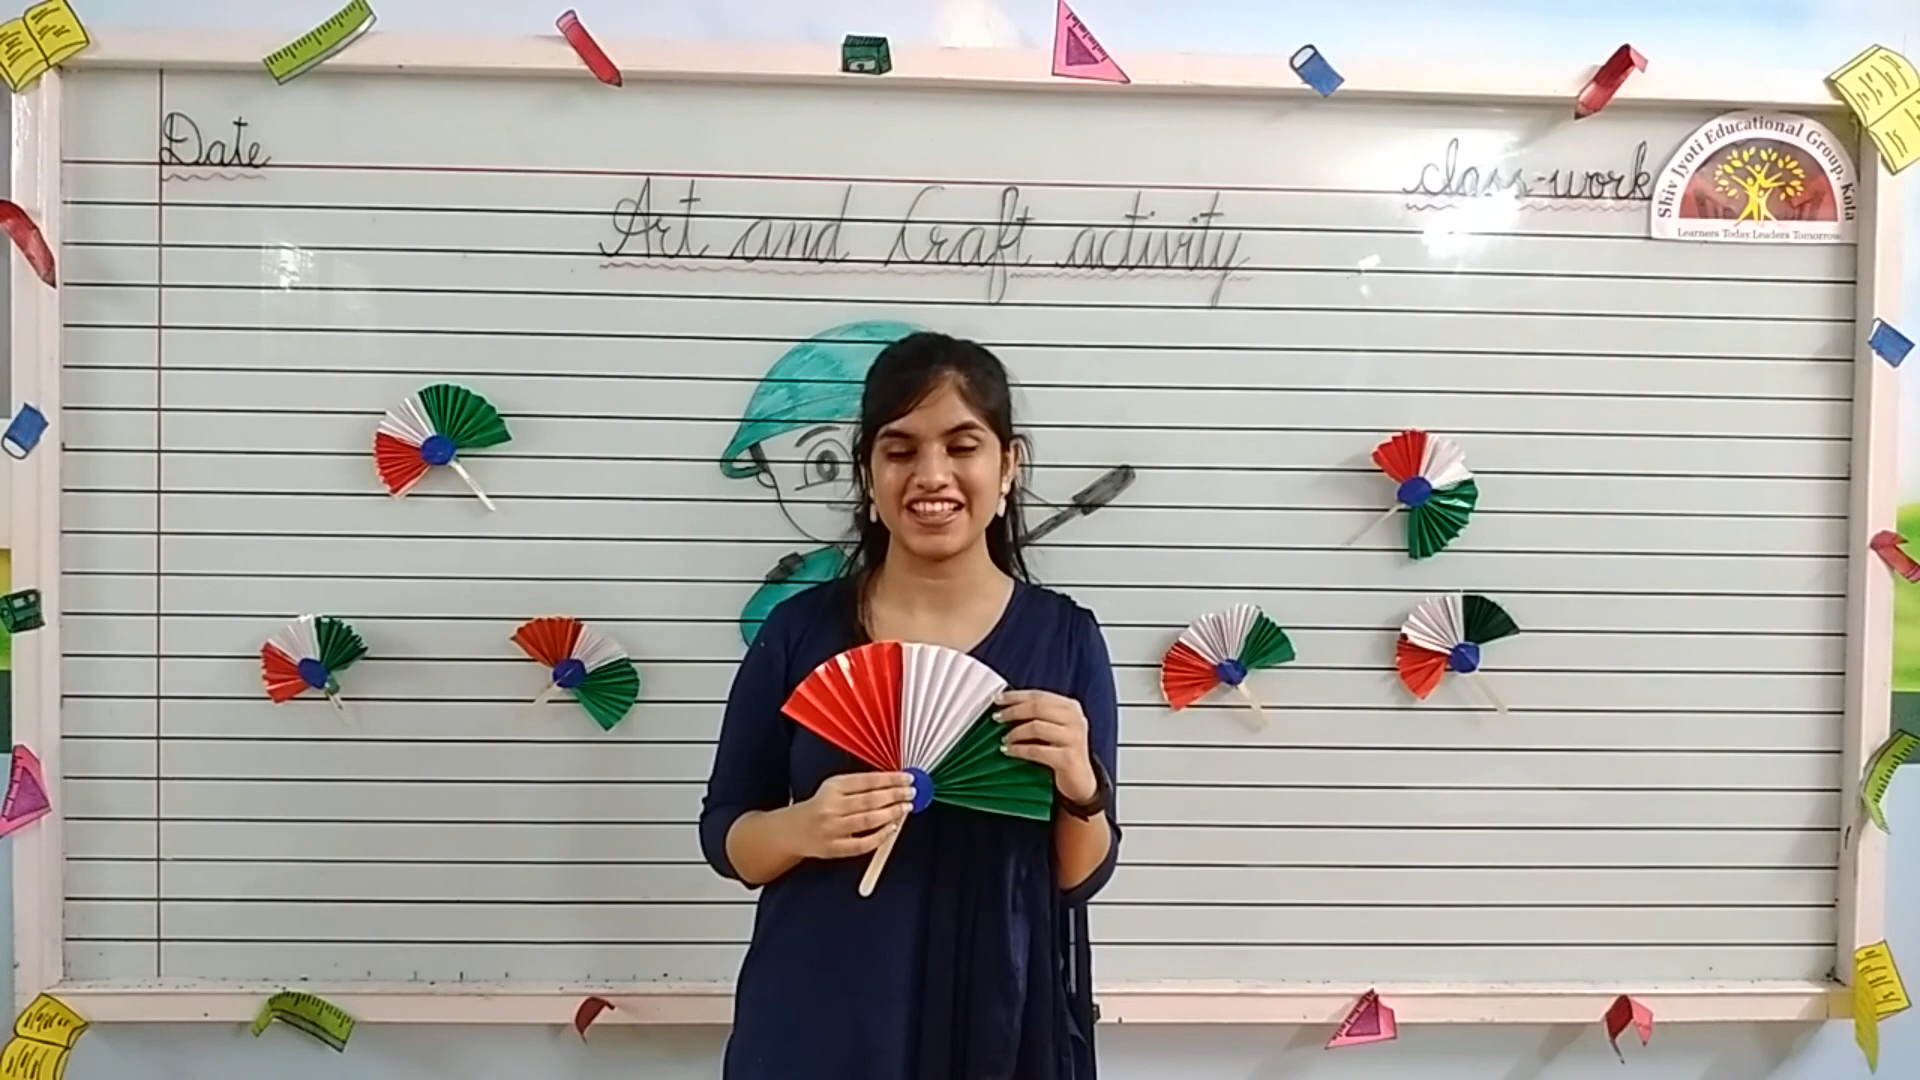 Date
class-work
Shiv Jyoti Educational Group, Kota
Learners Today Leaders Tomorrow
Art and Craft activity